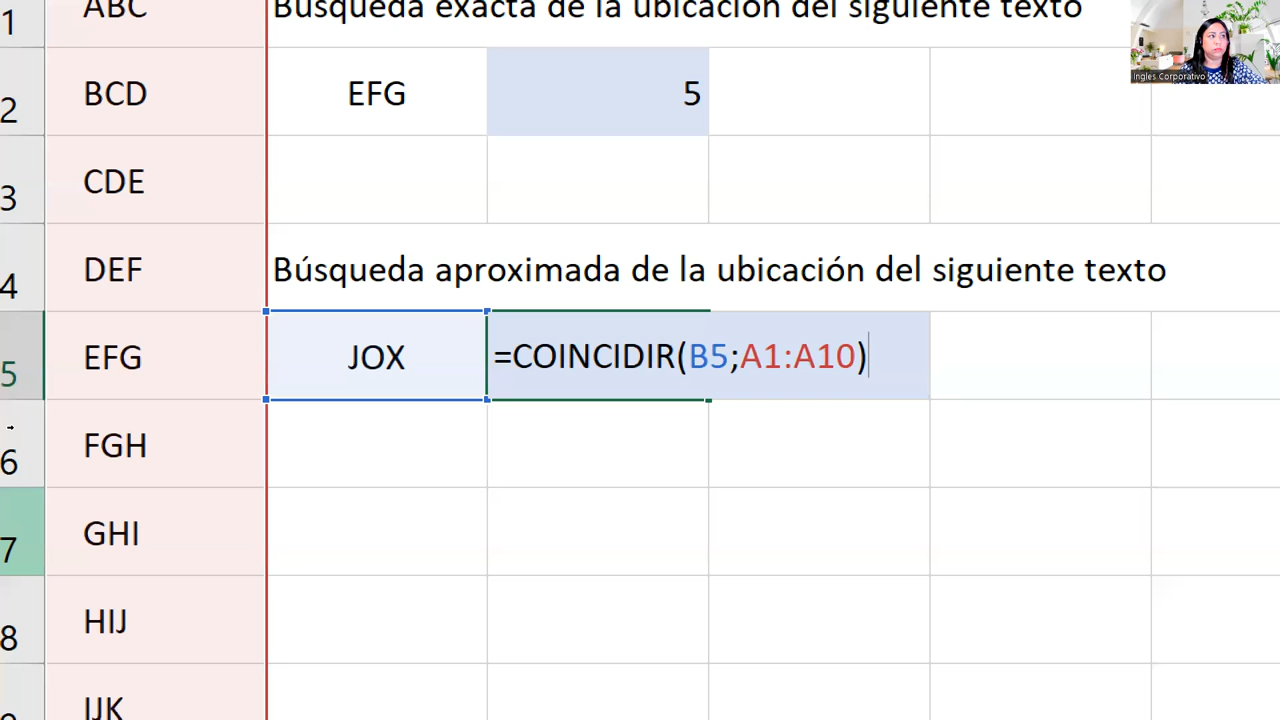 1 ABC Búsqueda exacta de la ubicación del siguiente texto
Ingles Corporativo
2 BCD EFG 5
3 CDE
4 DEF Búsqueda aproximada de la ubicación del siguiente texto
5 EFG JOX =COINCIDIR(B5;A1:A10)
6 FGH
7 GHI
8 HIJ
9 IJK